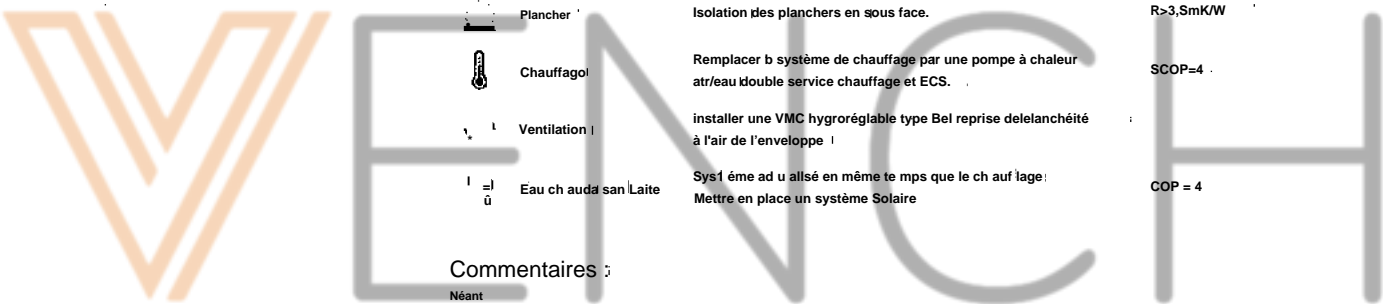 Plancher Isolation des planchers en sous face. R>3,SmK/W
Remplacer b système de chauffage par une pompe à chaleur
Chauffagol SCOP=4
atr/eau double service chauffage et ECS.
installer une VMC hygroréglable type Bel reprise delelanchéité
Ventilation
à l'air de l'enveloppe
Sys1 éme ad u allsé en même te mps que le ch auf lage
Eau ch auda san Laite COP = 4
Mettre en place un système Solaire
Commentaires :
Néant
VENCH